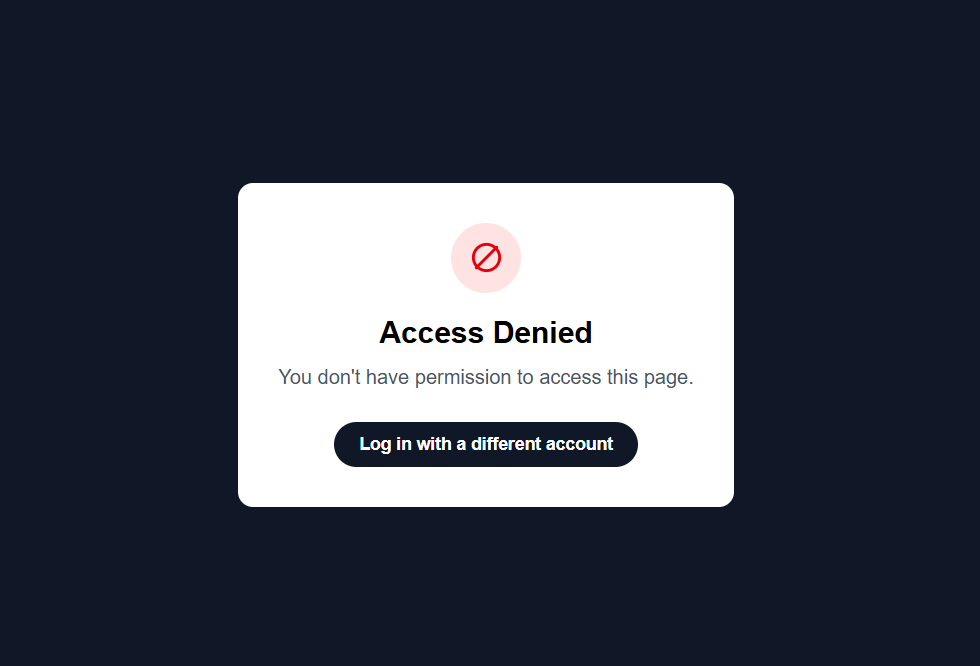 Access Denied
You don't have permission to access this page.
Log in with a different account